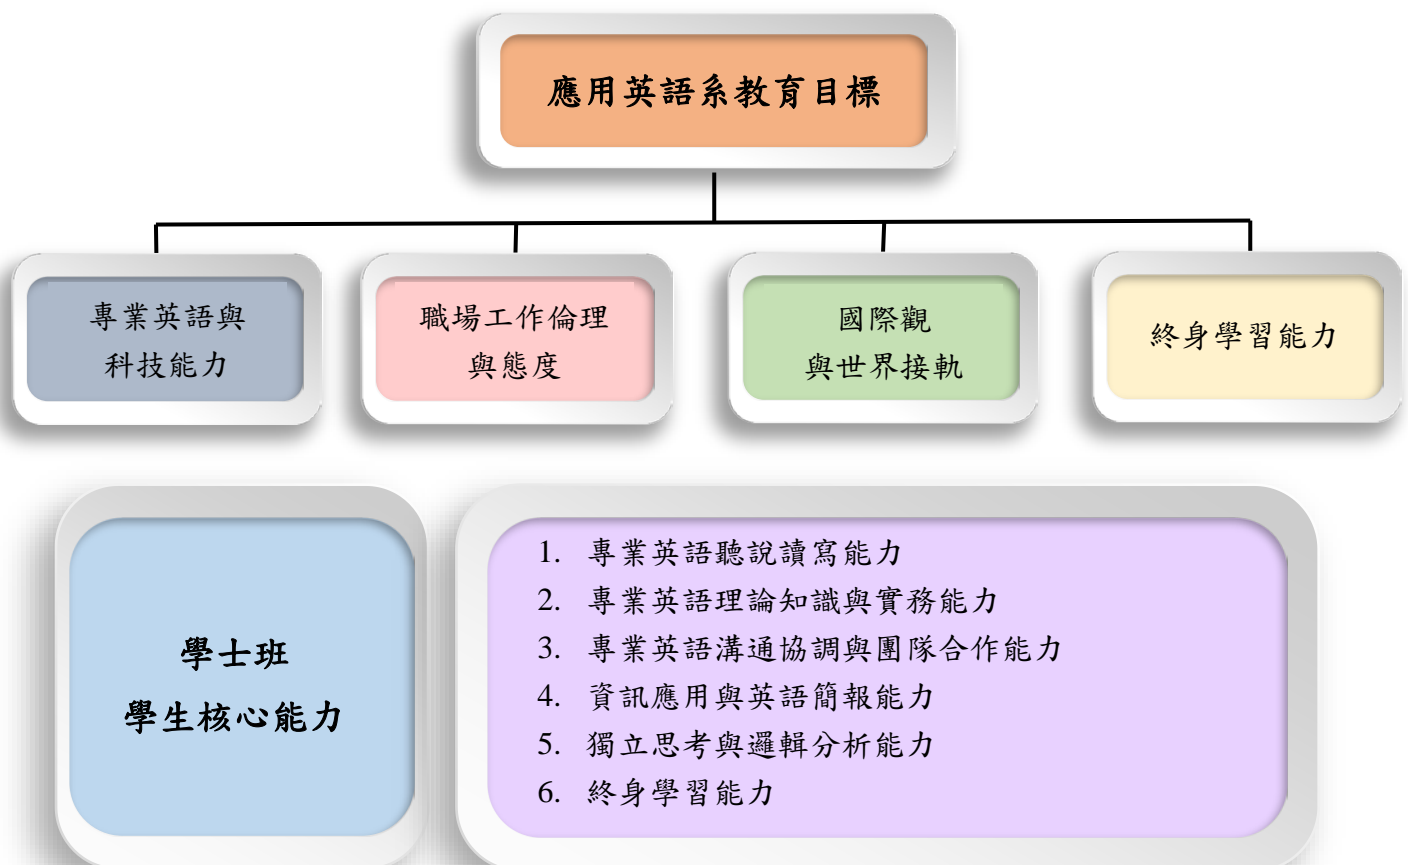 應用英語系教育目標
專業英語與
科技能力
職場工作倫理
與態度
國際觀
與世界接軌
終身學習能力
學士班
學生核心能力
1. 專業英語聽說讀寫能力
2. 專業英語理論知識與實務能力
3. 專業英語溝通協調與團隊合作能力
4. 資訊應用與英語簡報能力
5. 獨立思考與邏輯分析能力
6. 終身學習能力